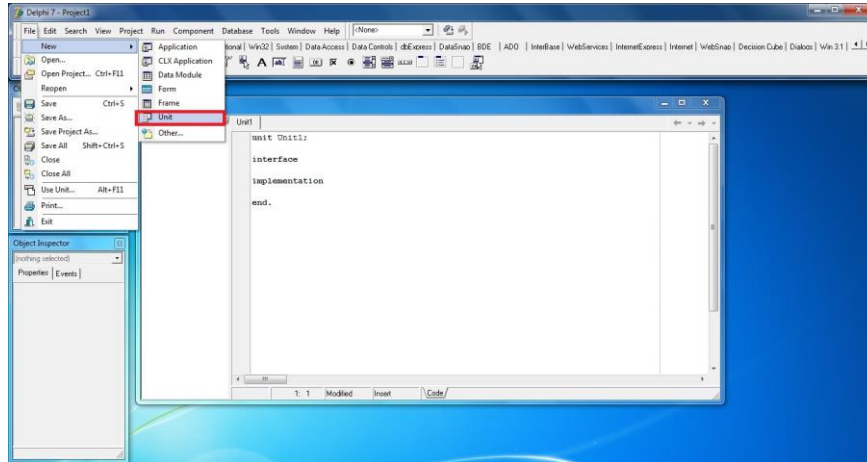 Delphi 7 - Project1
File Edit Search View Project Run Component Database Tools Window Help <None>
Win32 System Data Access Data Controls dbExpress DataSnap BDE ADO InterBase WebServices InternetExpress Internet WebSnap Decision Cube Dialogs Win 3.1
New
Open...
Open Project... Ctrl+F11
Reopen
Save Ctrl+S
Save As...
Save Project As...
Save All Shift+Ctrl+S
Close
Close All
Use Unit... Alt+F11
Print...
Exit
Application
CLX Application
Data Module
Form
Frame
Unit
Other...
Unit1
unit Unit1;
interface
implementation
end.
1: 1 Modified Insert Code
Object Inspector
(nothing selected)
Properties Events